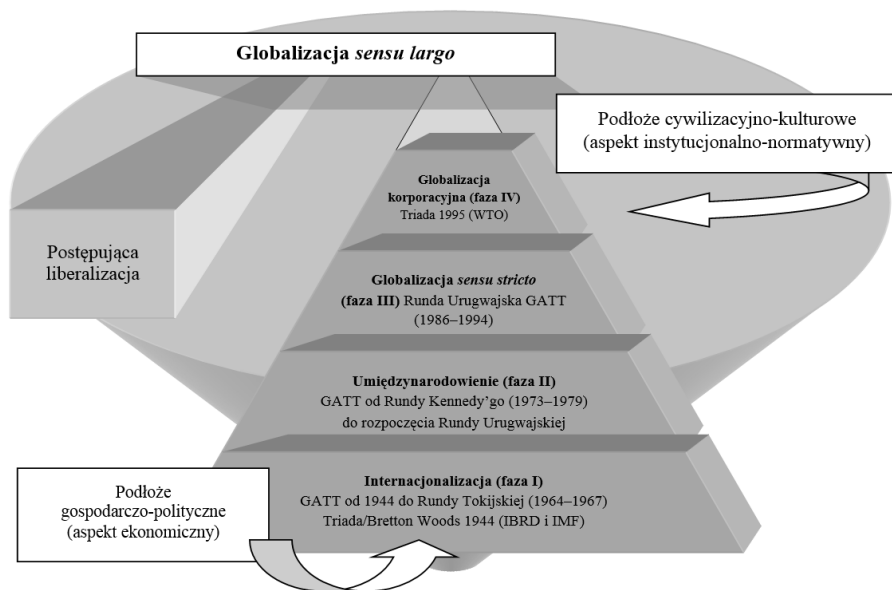 Globalizacja sensu largo
Podłoże cywilizacyjno-kulturowe
(aspekt instytucjonalno-normatywny)
Postępująca
liberalizacja
Globalizacja
korporacyjna (faza IV)
Triada 1995 (WTO)
Globalizacja sensu stricto
(faza III) Runda Urugwajska GATT
(1986–1994)
Umiędzynarodowienie (faza II)
GATT od Rundy Kennedy’go (1973–1979)
do rozpoczęcia Rundy Urugwajskiej
Internacjonalizacja (faza I)
GATT od 1944 do Rundy Tokijskiej (1964–1967)
Triada/Bretton Woods 1944 (IBRD i IMF)
Podłoże
gospodarczo-polityczne
(aspekt ekonomiczny)